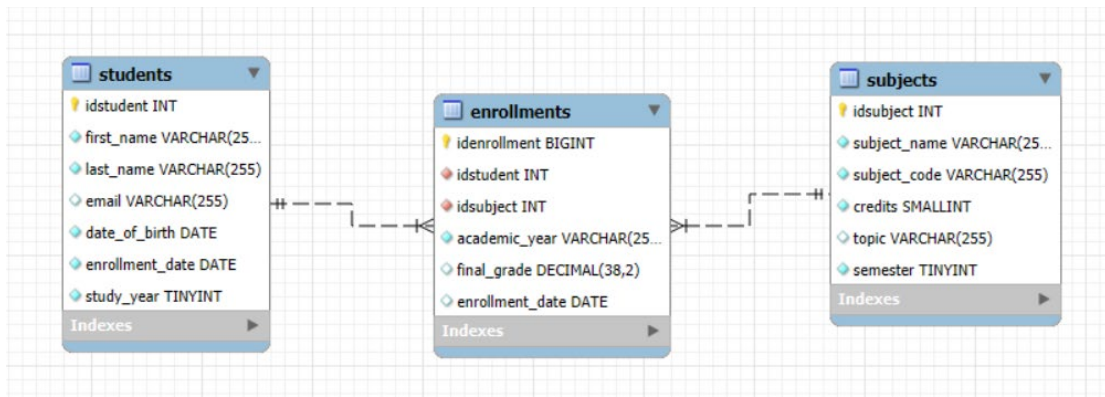 students
idstudent INT
first_name VARCHAR(25...
last_name VARCHAR(255)
email VARCHAR(255)
date_of_birth DATE
enrollment_date DATE
study_year TINYINT
Indexes
enrollments
idenrollment BIGINT
idstudent INT
idsubject INT
academic_year VARCHAR(25...
final_grade DECIMAL(38,2)
enrollment_date DATE
Indexes
subjects
idsubject INT
subject_name VARCHAR(25...
subject_code VARCHAR(255)
credits SMALLINT
topic VARCHAR(255)
semester TINYINT
Indexes